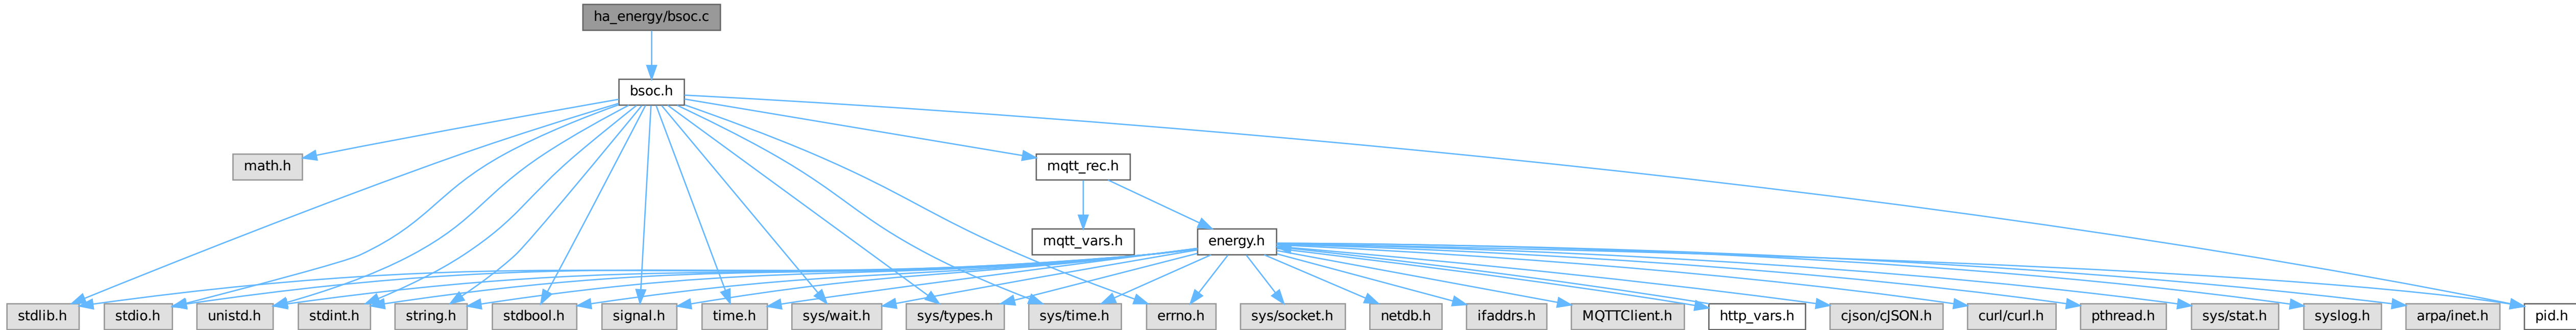 ha_energy/bsoc.c
bsoc.h
math.h
mqtt_rec.h
mqtt_vars.h
energy.h
stdlib.h
stdio.h
unistd.h
stdint.h
string.h
stdbool.h
signal.h
time.h
sys/wait.h
sys/types.h
sys/time.h
errno.h
sys/socket.h
netdb.h
ifaddrs.h
MQTTClient.h
http_vars.h
cjson/cJSON.h
curl/curl.h
pthread.h
sys/stat.h
syslog.h
arpa/inet.h
pid.h